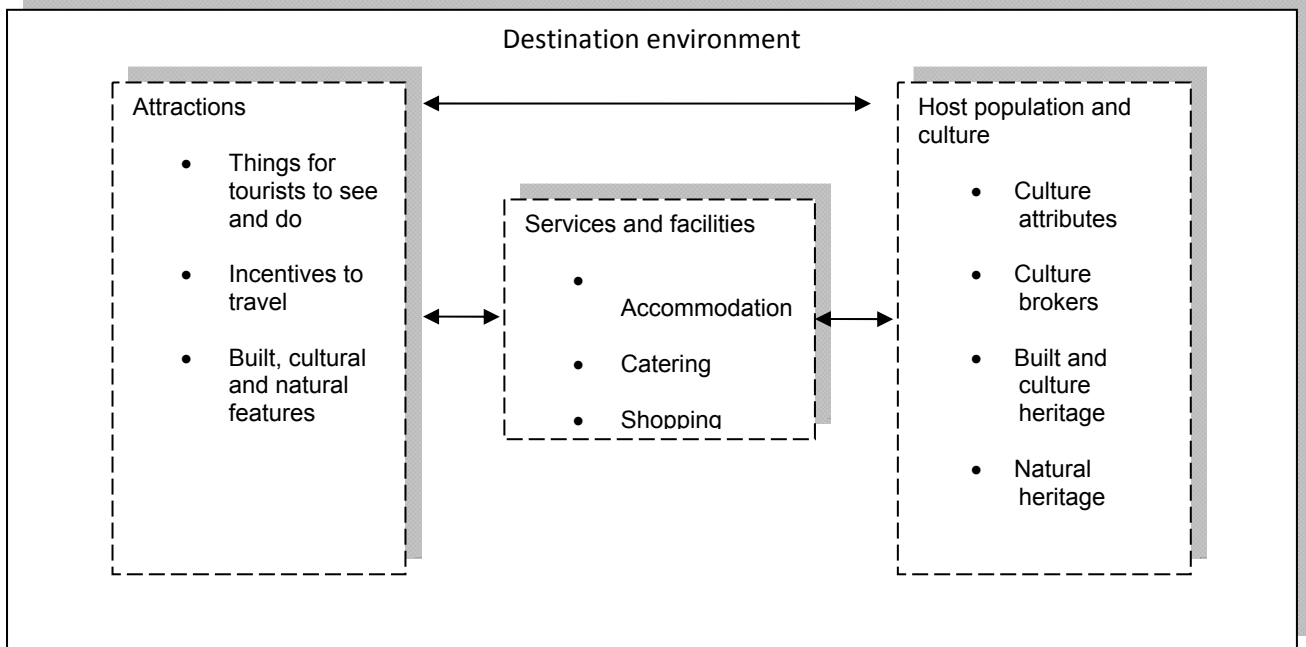 Destination environment
Attractions
• Things for
tourists to see
and do
• Incentives to
travel
• Built, cultural
and natural
features
Services and facilities
•
Accommodation
• Catering
• Shopping
Host population and
culture
• Culture
attributes
• Culture
brokers
• Built and
culture
heritage
• Natural
heritage